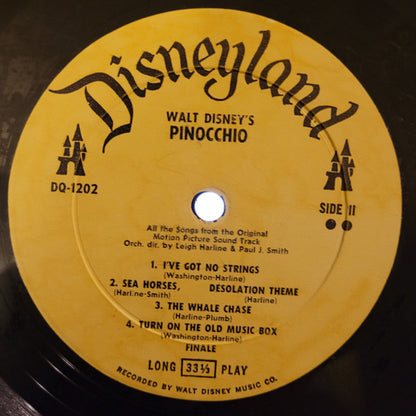 Disneyland
WALT DISNEY'S
PINOCCHIO
DQ-1202
SIDE II
All the Songs from the Original
Motion Picture Sound Track
Orch. dir. by Leigh Harline & Paul J. Smith
1. I'VE GOT NO STRINGS
(Washington-Harline)
2. SEA HORSES, DESOLATION THEME
(Harline-Smith) (Harline)
3. THE WHALE CHASE
(Harline-Plumb)
4. TURN ON THE OLD MUSIC BOX
(Washington-Harline)
FINALE
LONG 33⅓ PLAY
RECORDED BY WALT DISNEY MUSIC CO.